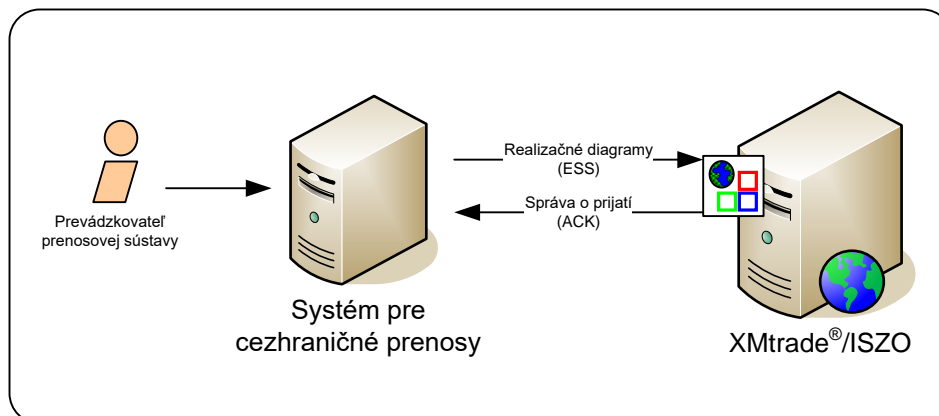 Prevádzkovateľ
prenosovej sústavy
Realizačné diagramy
(ESS)
Správa o prijatí
(ACK)
Systém pre
cezhraničné prenosy
XMtrade®/ISZO